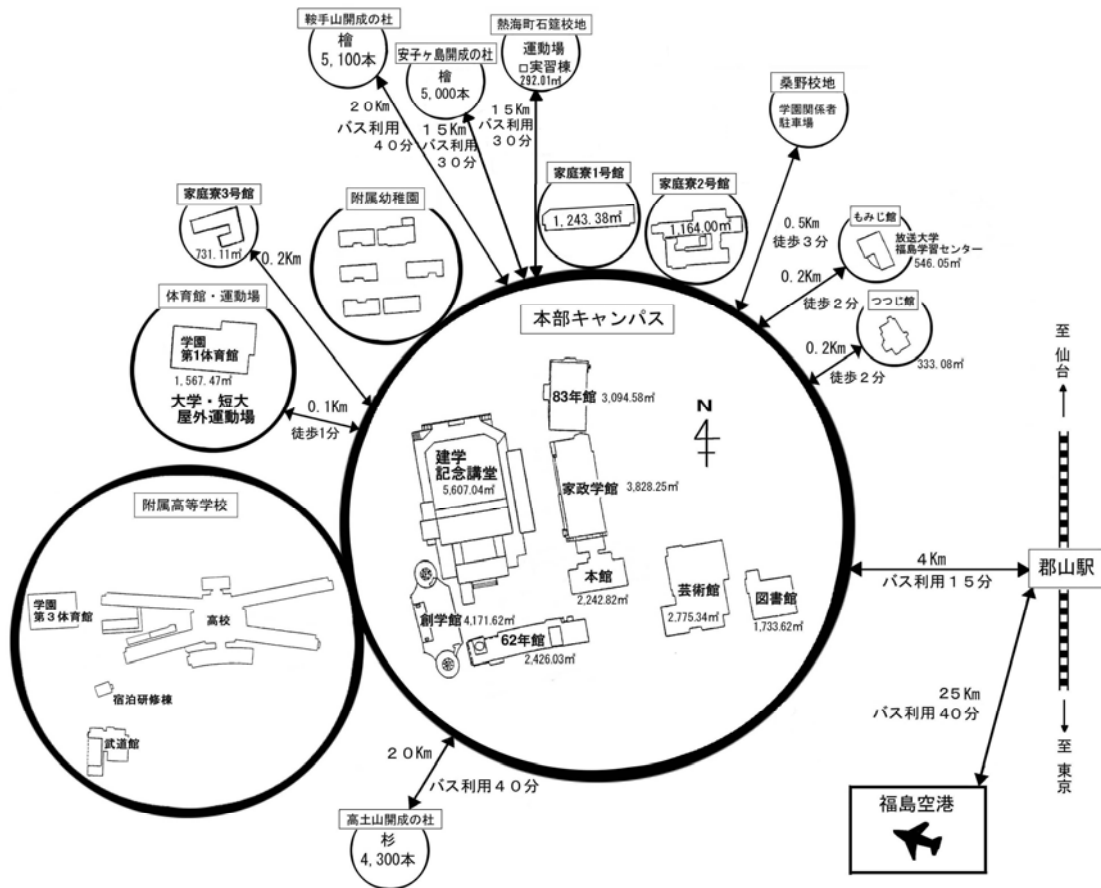 鞍手山開成の杜
檜
5,100本
安子ヶ島開成の杜
檜
5,000本
熱海町石筵校地
運動場
□実習棟
292.01㎡
桑野校地
学園関係者
駐車場
20Km
バス利用
40分
15Km
バス利用
30分
15Km
バス利用
30分
家庭寮1号館
1,243.38㎡
家庭寮2号館
1,164.00㎡
0.5Km
徒歩3分
もみじ館
放送大学
福島学習センター
546.05㎡
0.2Km
徒歩2分
つつじ館
333.08㎡
0.2Km
徒歩2分
家庭寮3号館
731.11㎡
0.2Km
附属幼稚園
体育館・運動場
学園
第1体育館
1,567.47㎡
大学・短大
屋外運動場
0.1Km
徒歩1分
本部キャンパス
83年館
3,094.58㎡
N
建学
記念講堂
5,607.04㎡
家政学館
3,828.25㎡
本館
2,242.82㎡
芸術館
2,775.34㎡
図書館
1,733.62㎡
創学館
4,171.62㎡
62年館
2,426.03㎡
附属高等学校
学園
第3体育館
高校
宿泊研修棟
武道館
20Km
バス利用40分
高土山開成の杜
杉
4,300本
至 仙台
4Km
バス利用15分
郡山駅
25Km
バス利用40分
至 東京
福島空港